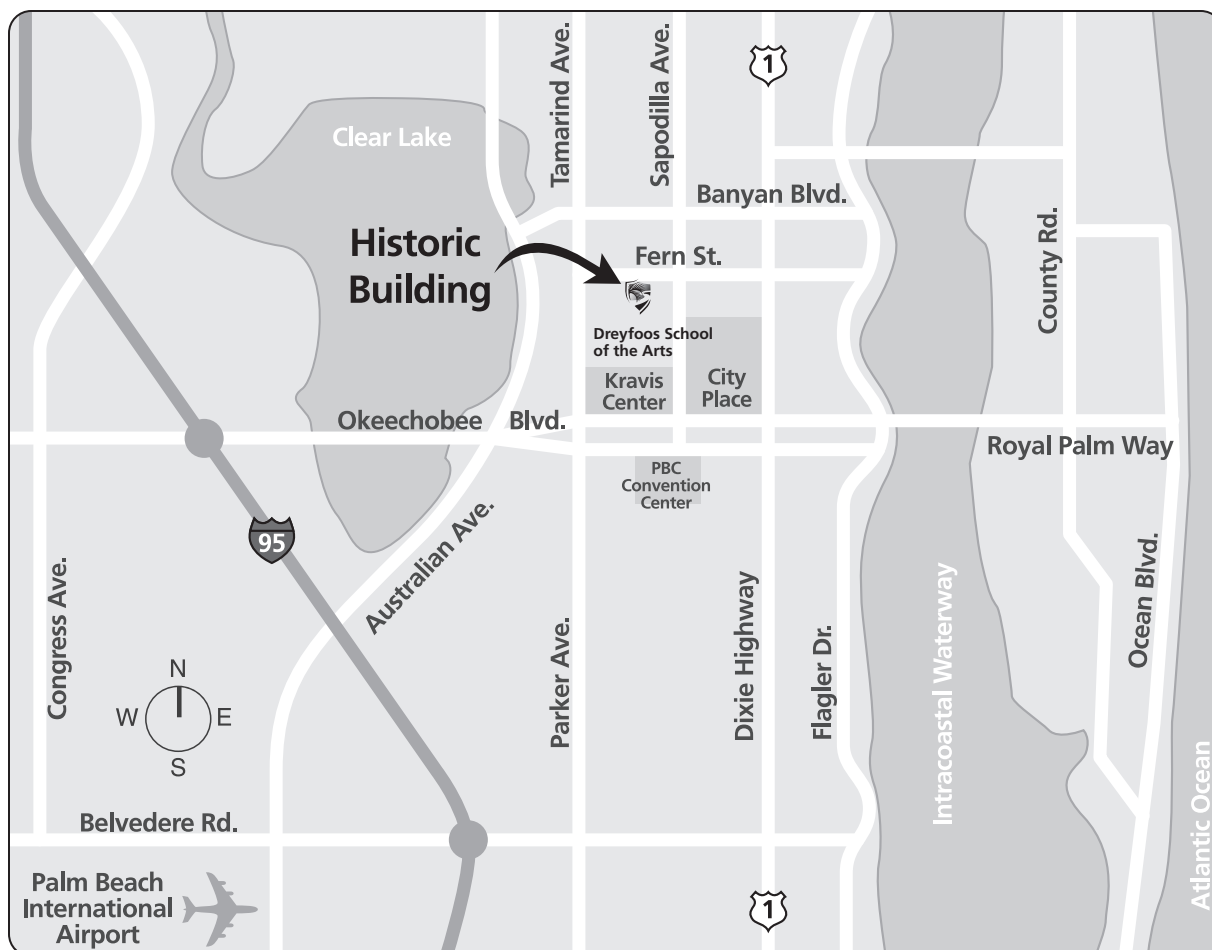 Clear Lake
Tamarind Ave.
Sapodilla Ave.
1
Banyan Blvd.
Historic
Building
Fern St.
County Rd.
Dreyfoos School
of the Arts
Kravis
Center
City
Place
Okeechobee Blvd.
Royal Palm Way
PBC
Convention
Center
95
Australian Ave.
Congress Ave.
Parker Ave.
Dixie Highway
Flagler Dr.
Intracoastal Waterway
Ocean Blvd.
Atlantic Ocean
N
W E
S
Belvedere Rd.
Palm Beach
International
Airport
1